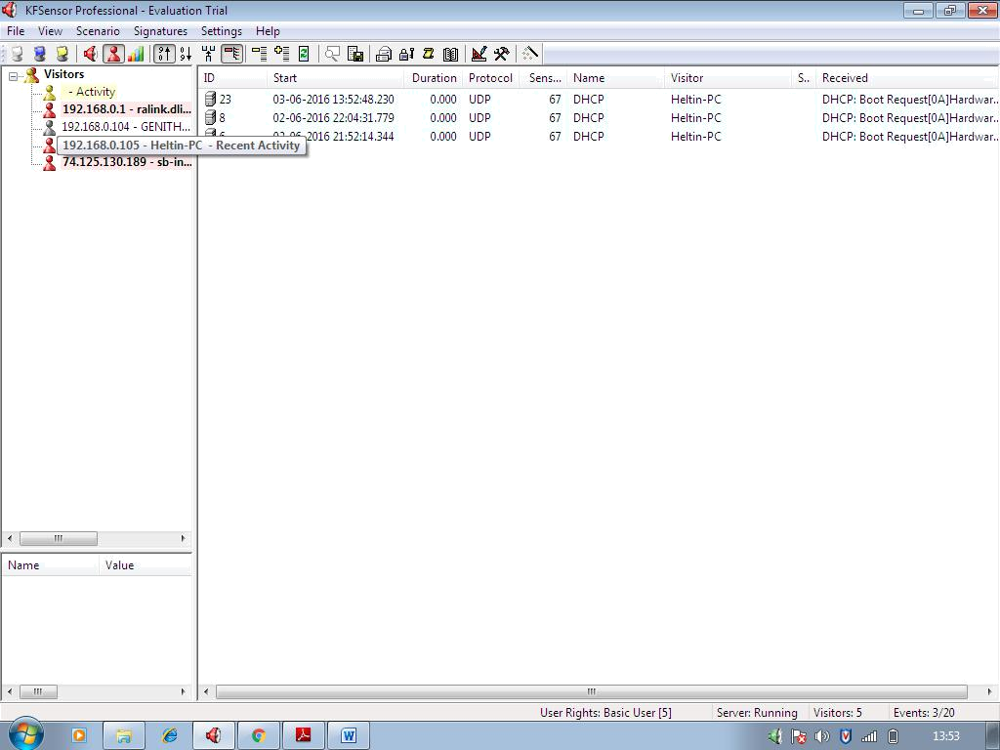 KFSensor Professional - Evaluation Trial
File View Scenario Signatures Settings Help
Visitors
- Activity
192.168.0.1 - ralink.dli...
192.168.0.104 - GENITH...
192.168.0.105 - Heltin-PC - Recent Activity
74.125.130.189 - sb-in...
ID Start Duration Protocol Sens... Name Visitor S.. Received
23 03-06-2016 13:52:48.230 0.000 UDP 67 DHCP Heltin-PC DHCP: Boot Request[0A]Hardwar...
8 02-06-2016 22:04:31.779 0.000 UDP 67 DHCP Heltin-PC DHCP: Boot Request[0A]Hardwar...
6 02-06-2016 21:52:14.344 0.000 UDP 67 DHCP Heltin-PC DHCP: Boot Request[0A]Hardwar...
Name Value
User Rights: Basic User [5] Server: Running Visitors: 5 Events: 3/20
13:53